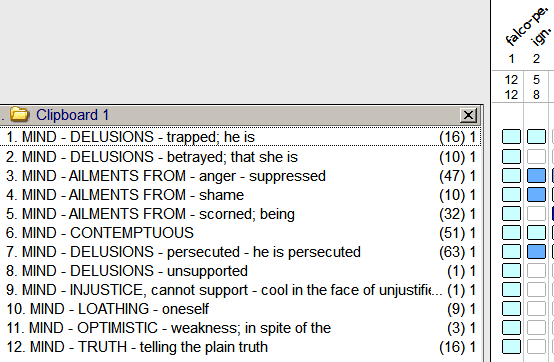 falco-pe.
ign.
1 2
12 5
12 8
Clipboard 1
1. MIND - DELUSIONS - trapped; he is (16) 1
2. MIND - DELUSIONS - betrayed; that she is (10) 1
3. MIND - AILMENTS FROM - anger - suppressed (47) 1
4. MIND - AILMENTS FROM - shame (10) 1
5. MIND - AILMENTS FROM - scorned; being (32) 1
6. MIND - CONTEMPTUOUS (51) 1
7. MIND - DELUSIONS - persecuted - he is persecuted (63) 1
8. MIND - DELUSIONS - unsupported (1) 1
9. MIND - INJUSTICE, cannot support - cool in the face of unjustifie... (1) 1
10. MIND - LOATHING - oneself (9) 1
11. MIND - OPTIMISTIC - weakness; in spite of the (3) 1
12. MIND - TRUTH - telling the plain truth (16) 1